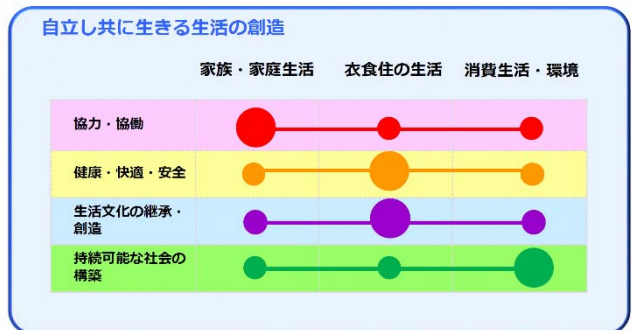 自立し共に生きる生活の創造
家族・家庭生活
衣食住の生活
消費生活・環境
協力・協働
健康・快適・安全
生活文化の継承・
創造
持続可能な社会の
構築